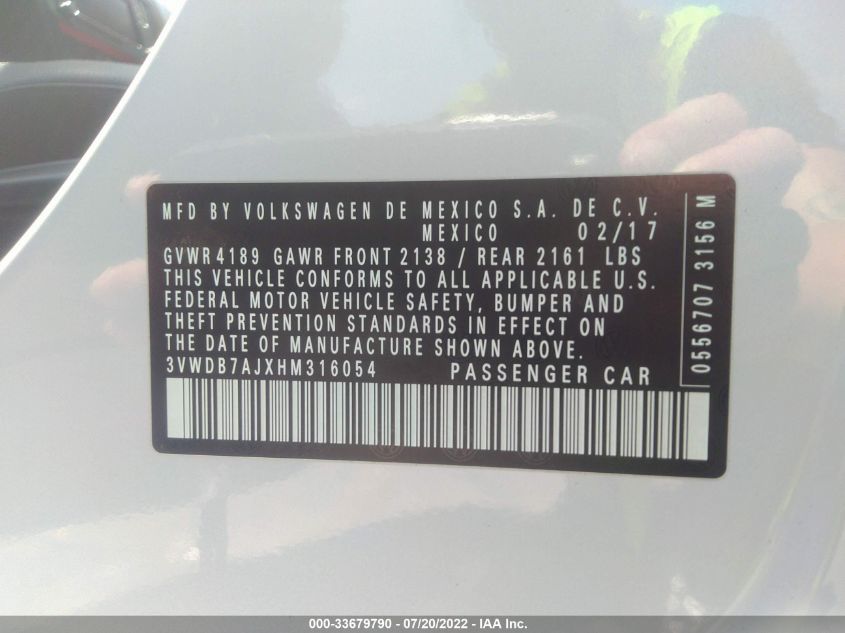 MFD BY VOLKSWAGEN DE MEXICO S.A. DE C.V.
MEXICO 02/17
GVWR 4189 GAWR FRONT 2138 / REAR 2161 LBS
THIS VEHICLE CONFORMS TO ALL APPLICABLE U.S.
FEDERAL MOTOR VEHICLE SAFETY, BUMPER AND
THEFT PREVENTION STANDARDS IN EFFECT ON
THE DATE OF MANUFACTURE SHOWN ABOVE.
3VWDB7AJXHM316054 PASSENGER CAR
0556707 3156 M
000-33679790 - 07/20/2022 - IAA Inc.